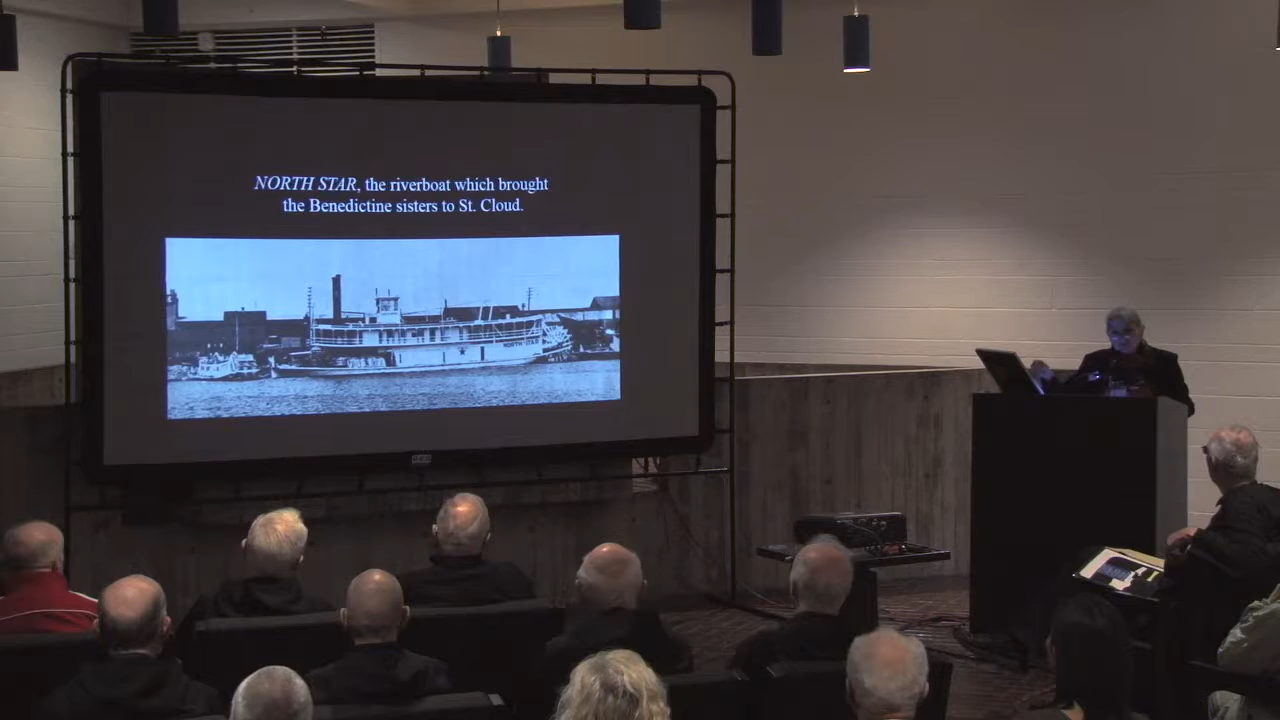 NORTH STAR, the riverboat which brought
the Benedictine sisters to St. Cloud.